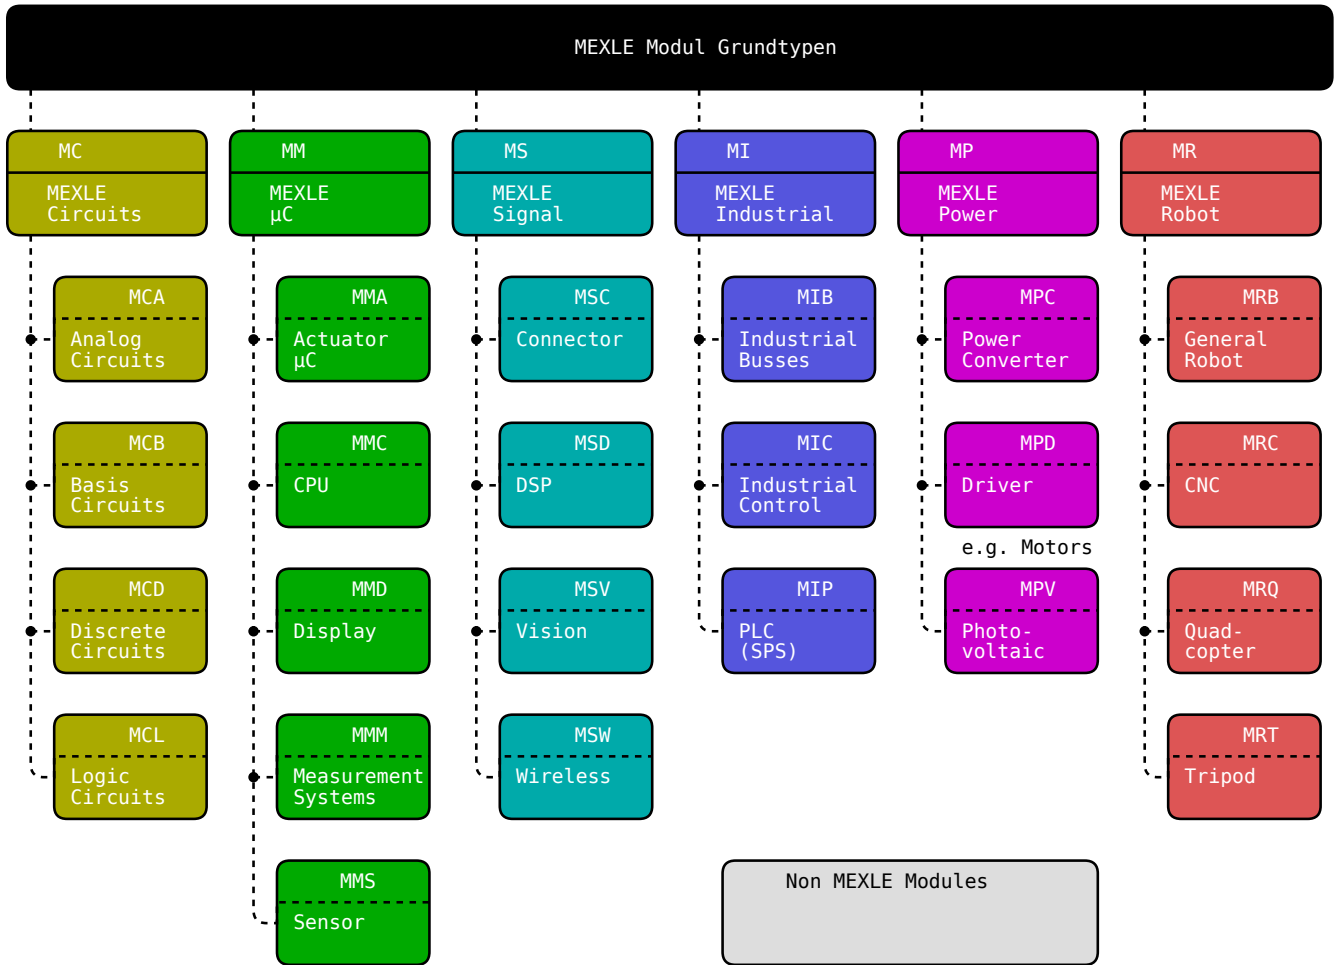 MEXLE Modul Grundtypen
MC
MEXLE
Circuits
MCA
Analog
Circuits
MCB
Basis
Circuits
MCD
Discrete
Circuits
MCL
Logic
Circuits
MM
MEXLE
µC
MMA
Actuator
µC
MMC
CPU
MMD
Display
MMM
Measurement
Systems
MMS
Sensor
MS
MEXLE
Signal
MSC
Connector
MSD
DSP
MSV
Vision
MSW
Wireless
MI
MEXLE
Industrial
MIB
Industrial
Busses
MIC
Industrial
Control
MIP
PLC
(SPS)
MP
MEXLE
Power
MPC
Power
Converter
MPD
Driver
e.g. Motors
MPV
Photo-
voltaic
MR
MEXLE
Robot
MRB
General
Robot
MRC
CNC
MRQ
Quad-
copter
MRT
Tripod
Non MEXLE Modules